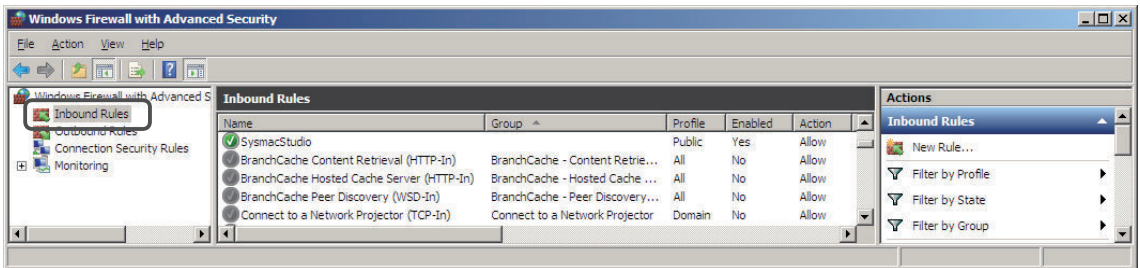 Windows Firewall with Advanced Security
File Action View Help
Windows Firewall with Advanced S
Inbound Rules
Outbound Rules
Connection Security Rules
Monitoring
Inbound Rules
Name Group Profile Enabled Action
SysmacStudio Public Yes Allow
BranchCache Content Retrieval (HTTP-In) BranchCache - Content Retrie... All No Allow
BranchCache Hosted Cache Server (HTTP-In) BranchCache - Hosted Cache ... All No Allow
BranchCache Peer Discovery (WSD-In) BranchCache - Peer Discovery... All No Allow
Connect to a Network Projector (TCP-In) Connect to a Network Projector Domain No Allow
Actions
Inbound Rules
New Rule...
Filter by Profile
Filter by State
Filter by Group